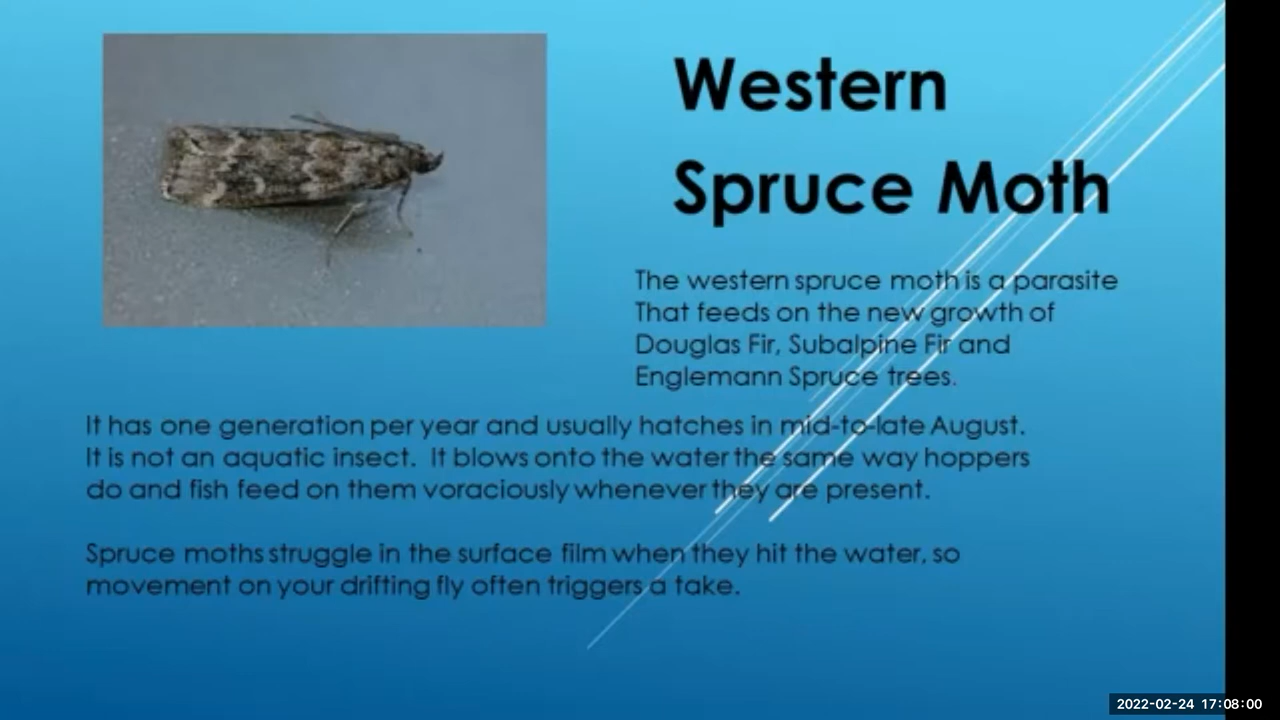 Western
Spruce Moth
The western spruce moth is a parasite
That feeds on the new growth of
Douglas Fir, Subalpine Fir and
Englemann Spruce trees.
It has one generation per year and usually hatches in mid-to-late August.
It is not an aquatic insect.  It blows onto the water the same way hoppers
do and fish feed on them voraciously whenever they are present.
Spruce moths struggle in the surface film when they hit the water, so
movement on your drifting fly often triggers a take.
2022-02-24 17:08:00